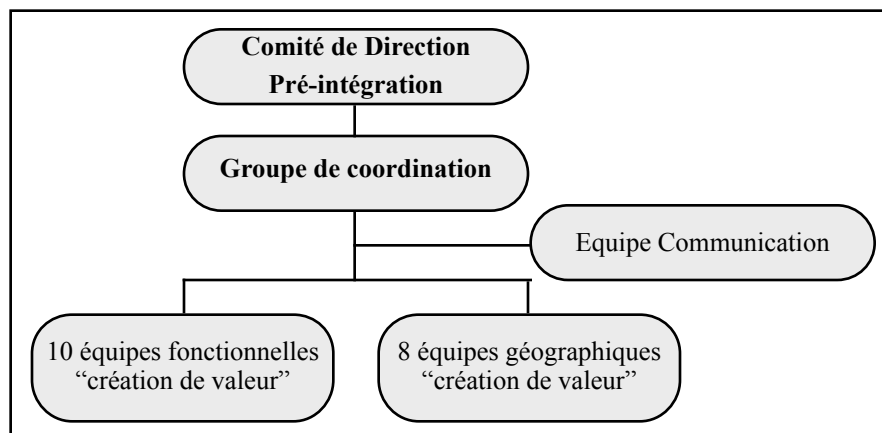 Comité de Direction
Pré-intégration
Groupe de coordination
Equipe Communication
10 équipes fonctionnelles
“création de valeur”
8 équipes géographiques
“création de valeur”